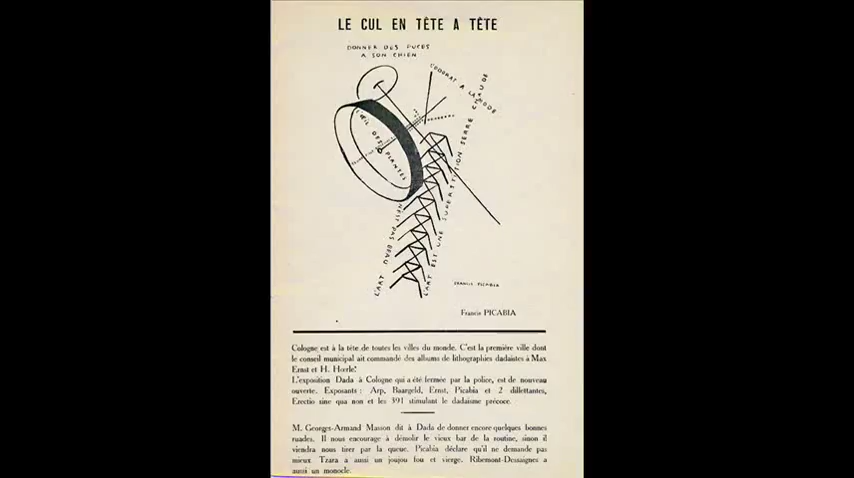 LE CUL EN TÊTE A TÊTE
DONNER DES PUCES
A SON CHIEN
L'ODORAT A LA MODE
L'ŒIL DES PLANTES
L'ART N'EST PAS BEAU
L'ART EST UNE SUPERSTITION SERRE CHAUDE
FRANCIS PICABIA
Francis PICABIA
Cologne est à la tête de toutes les villes du monde. C'est la première ville dont
le conseil municipal ait commandé des albums de lithographies dadaïstes à Max
Ernst et H. Hœrle!
L'exposition Dada à Cologne qui a été fermée par la police, est de nouveau
ouverte. Exposants : Arp, Baargeld, Ernst, Picabia et 2 dillettantes,
Erectio sine qua non et les 391 stimulant le dadaïsme précoce.
M. Georges-Armand Masson dit à Dada de donner encore quelques bonnes
ruades. Il nous encourage à démolir le vieux bar de la routine, sinon il
viendra nous tirer par la queue. Picabia déclare qu'il ne demande pas
mieux Tzara a aussi un joujou fou et vierge. Ribemont-Dessaignes a
aussi un monocle.